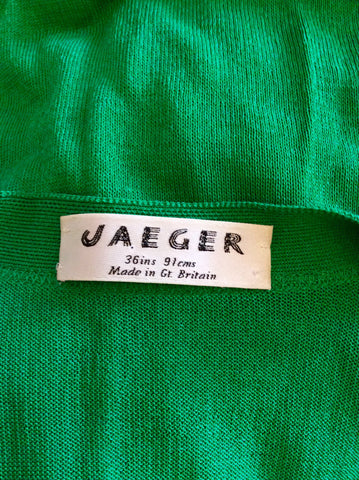 JAEGER
36ins 91cms
Made in Gt. Britain